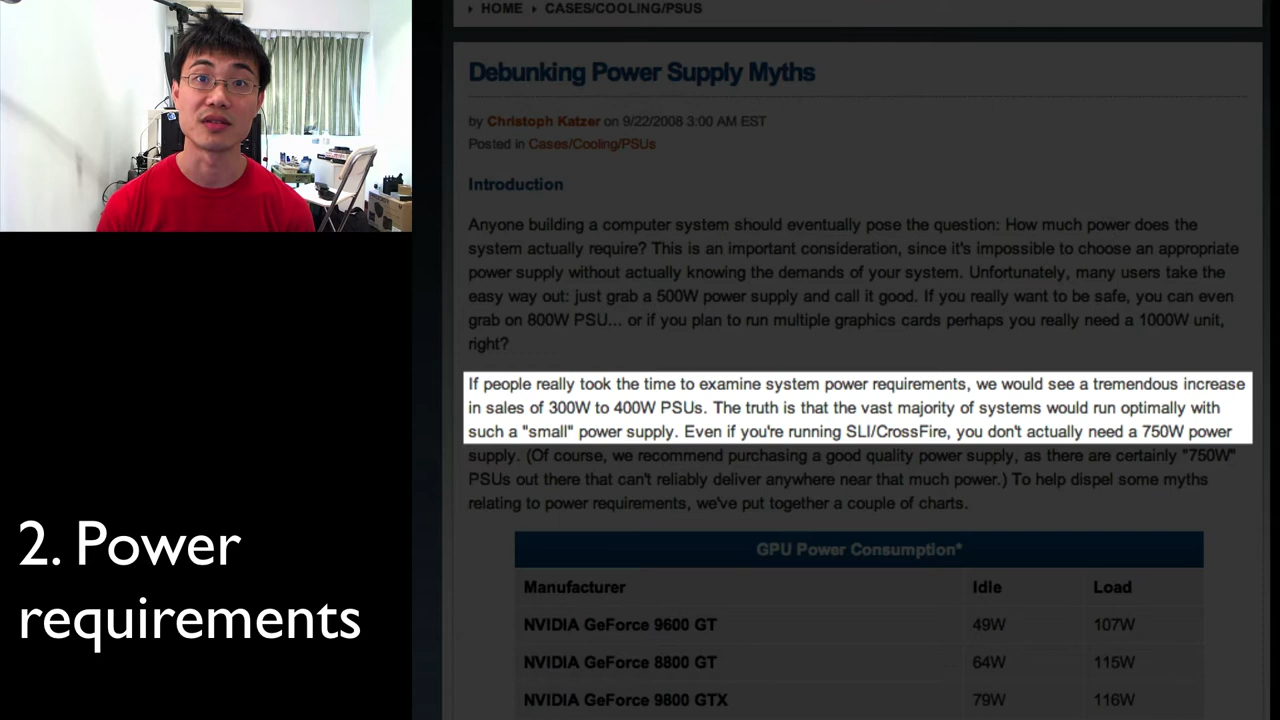 HOME CASES/COOLING/PSUS
Debunking Power Supply Myths
by Christoph Katzer on 9/22/2008 3:00 AM EST
Posted in Cases/Cooling/PSUs
Introduction
Anyone building a computer system should eventually pose the question: How much power does the
system actually require? This is an important consideration, since it's impossible to choose an appropriate
power supply without actually knowing the demands of your system. Unfortunately, many users take the
easy way out: just grab a 500W power supply and call it good. If you really want to be safe, you can even
grab on 800W PSU... or if you plan to run multiple graphics cards perhaps you really need a 1000W unit,
right?
If people really took the time to examine system power requirements, we would see a tremendous increase
in sales of 300W to 400W PSUs. The truth is that the vast majority of systems would run optimally with
such a "small" power supply. Even if you're running SLI/CrossFire, you don't actually need a 750W power
supply. (Of course, we recommend purchasing a good quality power supply, as there are certainly "750W"
PSUs out there that can't reliably deliver anywhere near that much power.) To help dispel some myths
relating to power requirements, we've put together a couple of charts.
GPU Power Consumption*
Manufacturer Idle Load
NVIDIA GeForce 9600 GT 49W 107W
NVIDIA GeForce 8800 GT 64W 115W
NVIDIA GeForce 9800 GTX 79W 116W
2. Power
requirements